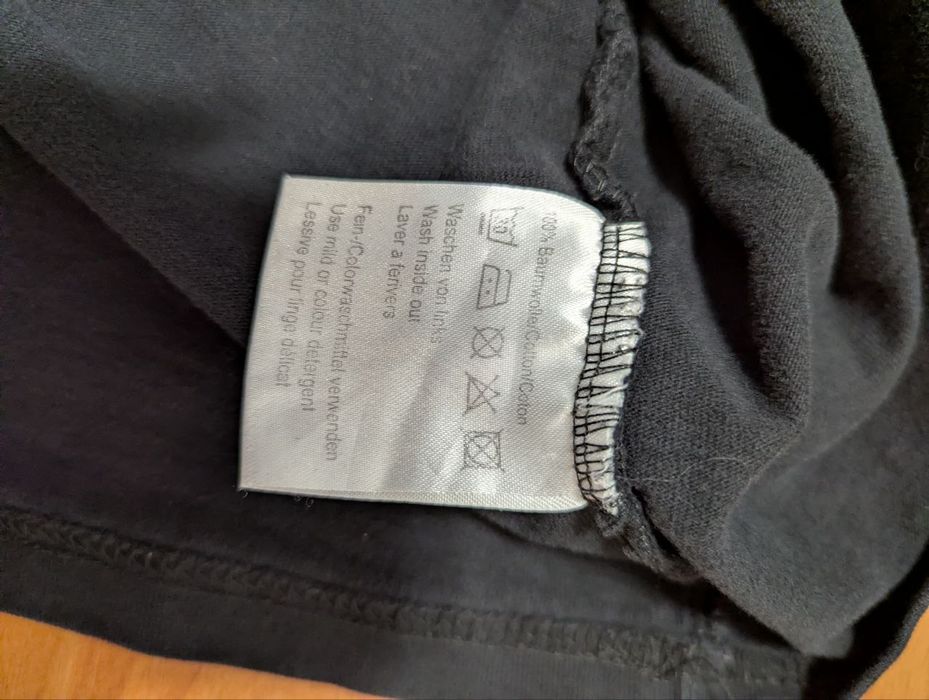 100% Baumwolle/Cotton/Coton
30
Waschen von links
Wash inside out
Laver a l'envers
Fein-/Colorwaschmittel verwenden
Use mild or colour detergent
Lessive pour linge délicat